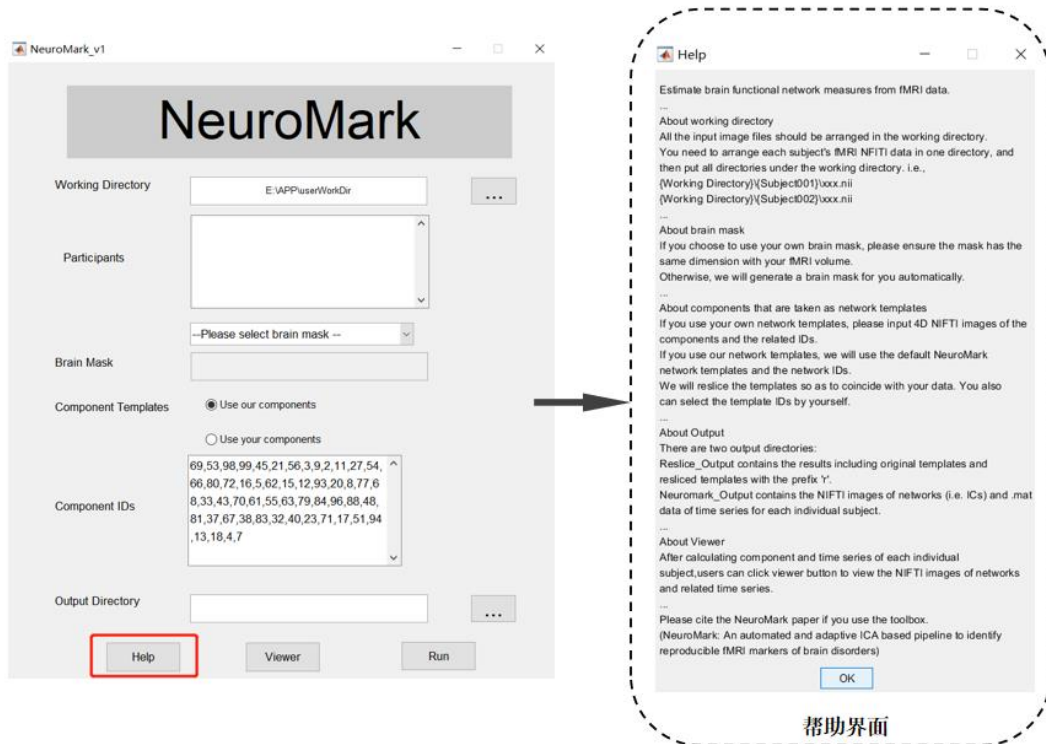 NeuroMark_v1
NeuroMark
Working Directory
E:\APP\userWorkDir
...
Participants
--Please select brain mask --
Brain Mask
Component Templates
Use our components
Use your components
Component IDs
69,53,98,99,45,21,56,3,9,2,11,27,54,
66,80,72,16,5,62,15,12,93,20,8,77,6
8,33,43,70,61,55,63,79,84,96,88,48,
81,37,67,38,83,32,40,23,71,17,51,94
,13,18,4,7
Output Directory
...
Help
Viewer
Run
Help
Estimate brain functional network measures from fMRI data.
...
About working directory
All the input image files should be arranged in the working directory.
You need to arrange each subject's fMRI NFITI data in one directory, and
then put all directories under the working directory. i.e.,
{Working Directory}\{Subject001}\xxx.nii
{Working Directory}\{Subject002}\xxx.nii
...
About brain mask
If you choose to use your own brain mask, please ensure the mask has the
same dimension with your fMRI volume.
Otherwise, we will generate a brain mask for you automatically.
...
About components that are taken as network templates
If you use your own network templates, please input 4D NIFTI images of the
components and the related IDs.
If you use our network templates, we will use the default NeuroMark
network templates and the network IDs.
We will reslice the templates so as to coincide with your data. You also
can select the template IDs by yourself.
...
About Output
There are two output directories:
Reslice_Output contains the results including original templates and
resliced templates with the prefix 'r'.
Neuromark_Output contains the NIFTI images of networks (i.e. ICs) and .mat
data of time series for each individual subject.
...
About Viewer
After calculating component and time series of each individual
subject,users can click viewer button to view the NIFTI images of networks
and related time series.
...
Please cite the NeuroMark paper if you use the toolbox.
(NeuroMark: An automated and adaptive ICA based pipeline to identify
reproducible fMRI markers of brain disorders)
OK
帮助界面